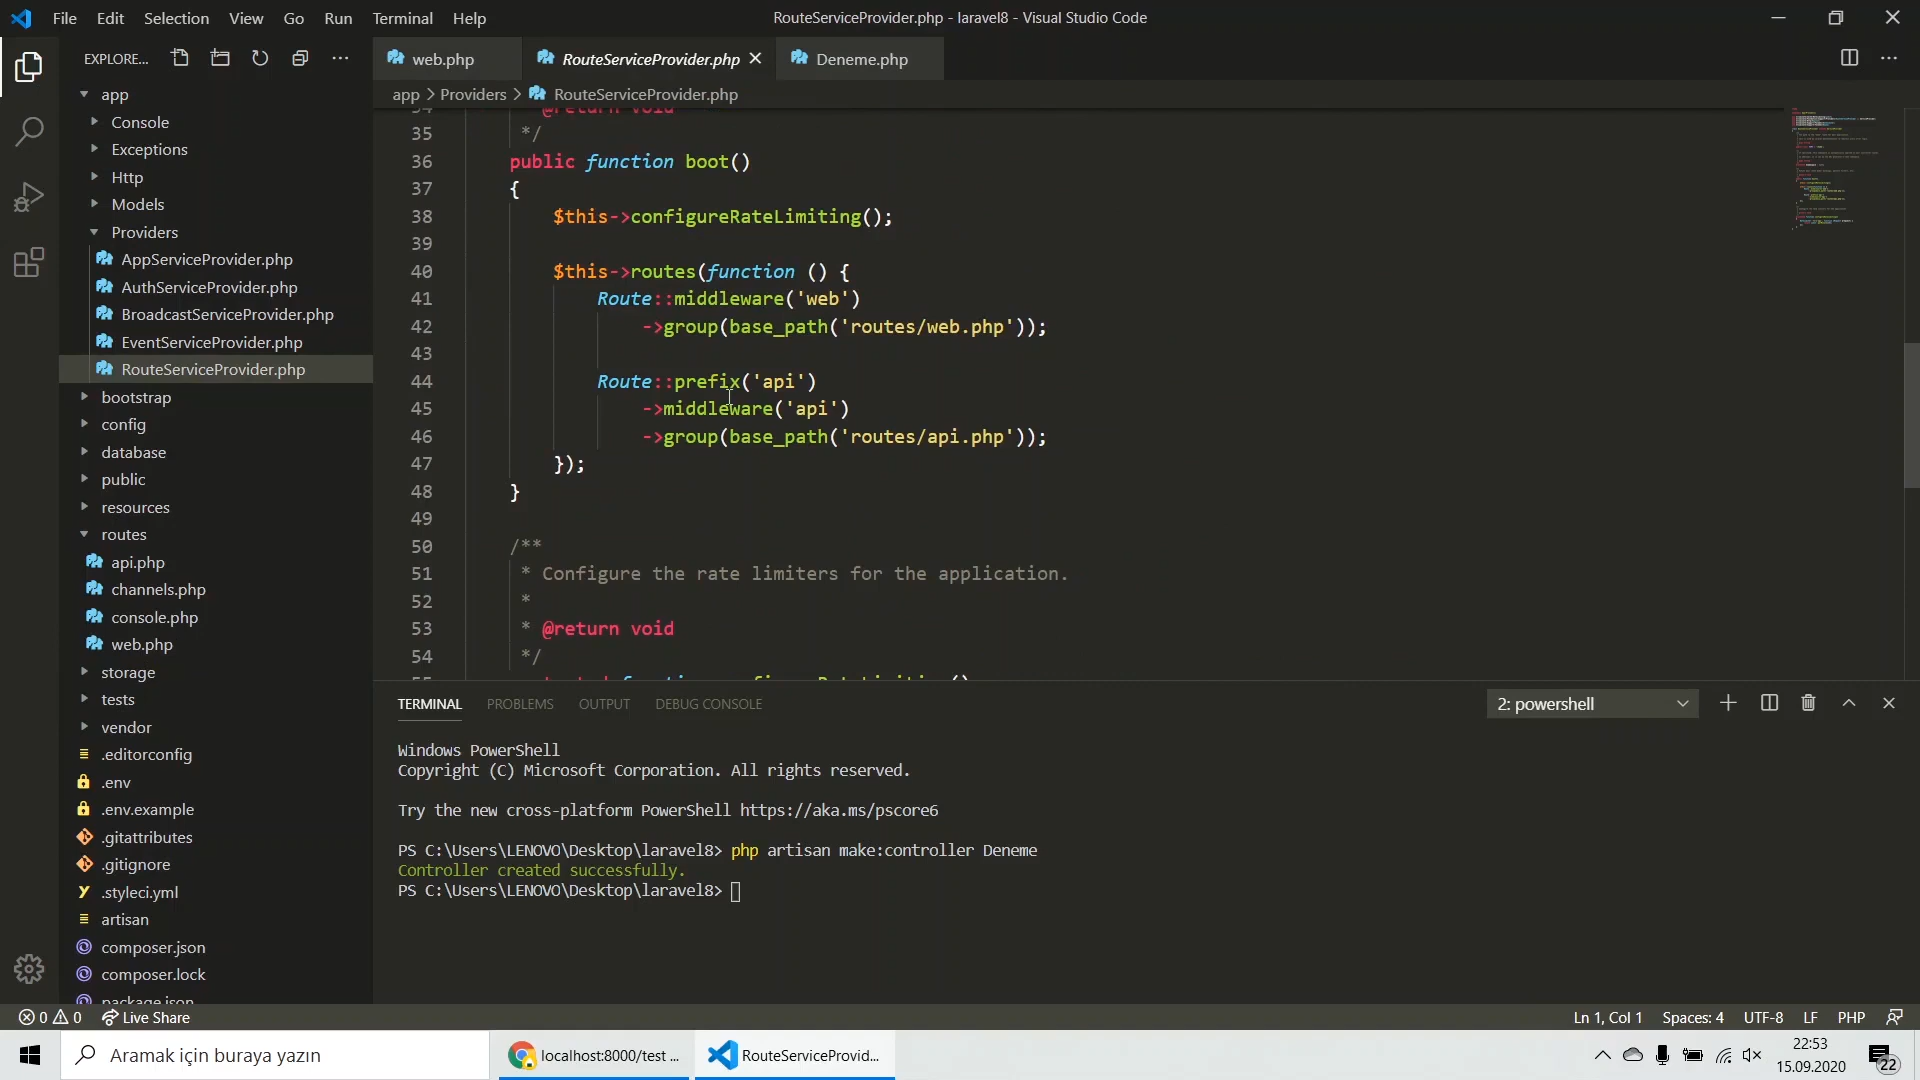 File Edit Selection View Go Run Terminal Help
RouteServiceProvider.php - laravel8 - Visual Studio Code
EXPLORE...
web.php
RouteServiceProvider.php
Deneme.php
app > Providers > RouteServiceProvider.php
app
Console
Exceptions
Http
Models
Providers
AppServiceProvider.php
AuthServiceProvider.php
BroadcastServiceProvider.php
EventServiceProvider.php
RouteServiceProvider.php
bootstrap
config
database
public
resources
routes
api.php
channels.php
console.php
web.php
storage
tests
vendor
.editorconfig
.env
.env.example
.gitattributes
.gitignore
.styleci.yml
artisan
composer.json
composer.lock
package.json
34 @return void
35 */
36 public function boot()
37 {
38 $this->configureRateLimiting();
39
40 $this->routes(function () {
41 Route::middleware('web')
42 ->group(base_path('routes/web.php'));
43
44 Route::prefix('api')
45 ->middleware('api')
46 ->group(base_path('routes/api.php'));
47 });
48 }
49
50 /**
51 * Configure the rate limiters for the application.
52 *
53 * @return void
54 */
TERMINAL PROBLEMS OUTPUT DEBUG CONSOLE
2: powershell
Windows PowerShell
Copyright (C) Microsoft Corporation. All rights reserved.
Try the new cross-platform PowerShell https://aka.ms/pscore6
PS C:\Users\LENOVO\Desktop\laravel8> php artisan make:controller Deneme
Controller created successfully.
PS C:\Users\LENOVO\Desktop\laravel8>
0 0 Live Share
Ln 1, Col 1 Spaces: 4 UTF-8 LF PHP
Aramak için buraya yazın
localhost:8000/test ...
RouteServiceProvid...
22:53
15.09.2020
22